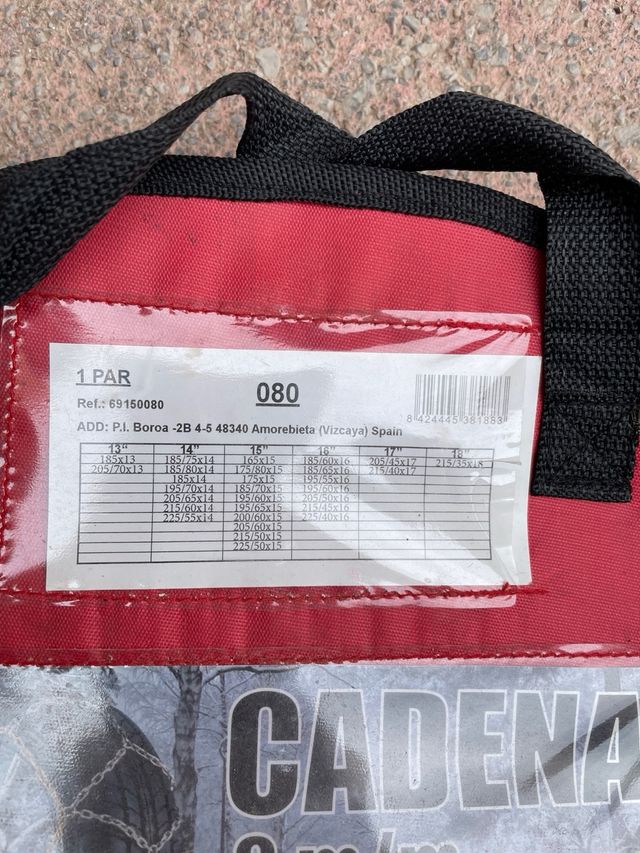 1 PAR
080
Ref.: 69150080
8 424445 381883
ADD: P.I. Boroa -2B 4-5 48340 Amorebieta (Vizcaya) Spain
13“ 14” 15” 16” 17” 18”
185x13 185/75x14 165x15 185/60x16 205/45x17 215/35x18
205/70x13 185/80x14 175/80x15 185/65x16 215/40x17
185x14 175x15 195/55x16
195/70x14 185/70x15 195/60x16
205/65x14 195/60x15 205/50x16
215/60x14 195/65x15 215/45x16
225/55x14 200/60x15 225/40x16
205/60x15
215/50x15
225/50x15
CADENA